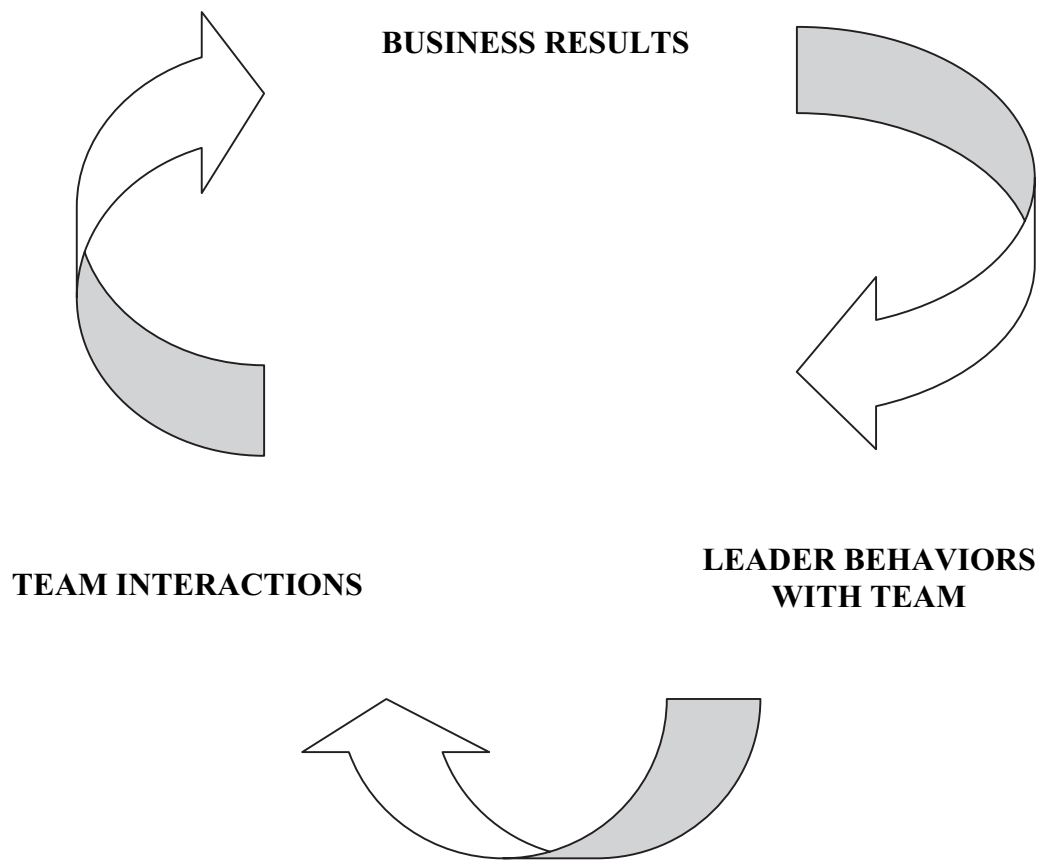 BUSINESS RESULTS
TEAM INTERACTIONS
LEADER BEHAVIORS
WITH TEAM